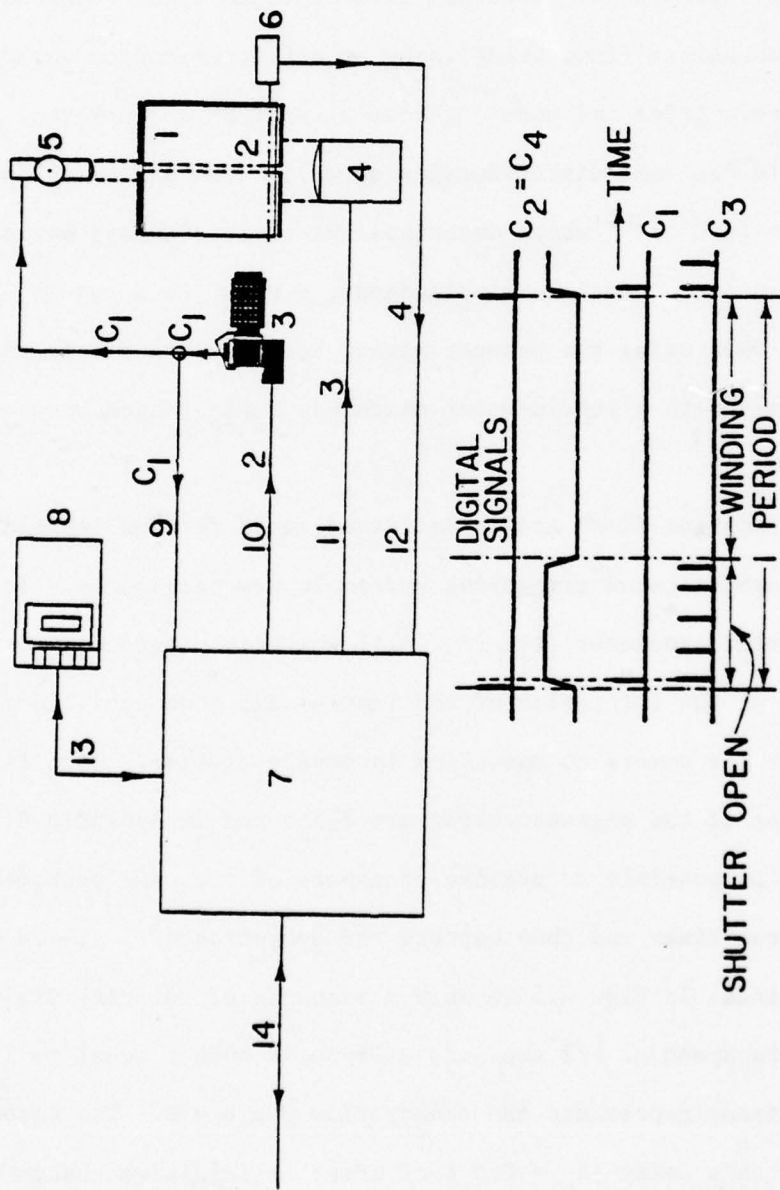 8
5
13
C₁
C₁
9 C₁
1
6
10 2
3
2
7
11 3
4
14
12
4
DIGITAL
SIGNALS
C₂ = C₄
TIME
C₁
C₃
SHUTTER OPEN
WINDING
PERIOD